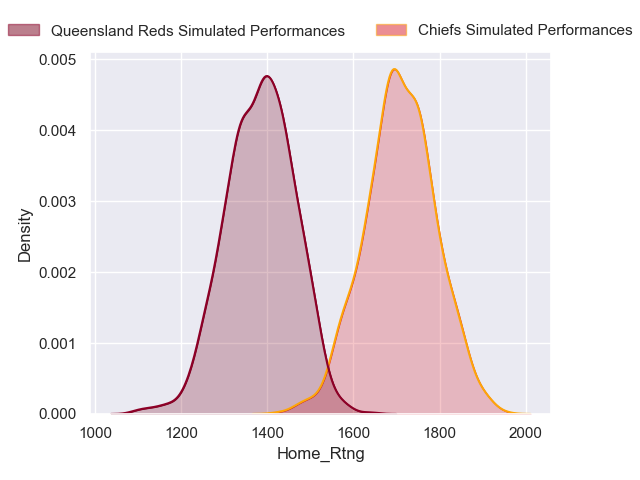 Queensland Reds Simulated Performances Chiefs Simulated Performances
0.005
0.004
0.003
0.002
0.001
0.000
Density
1000 1200 1400 1600 1800 2000
Home_Rtng